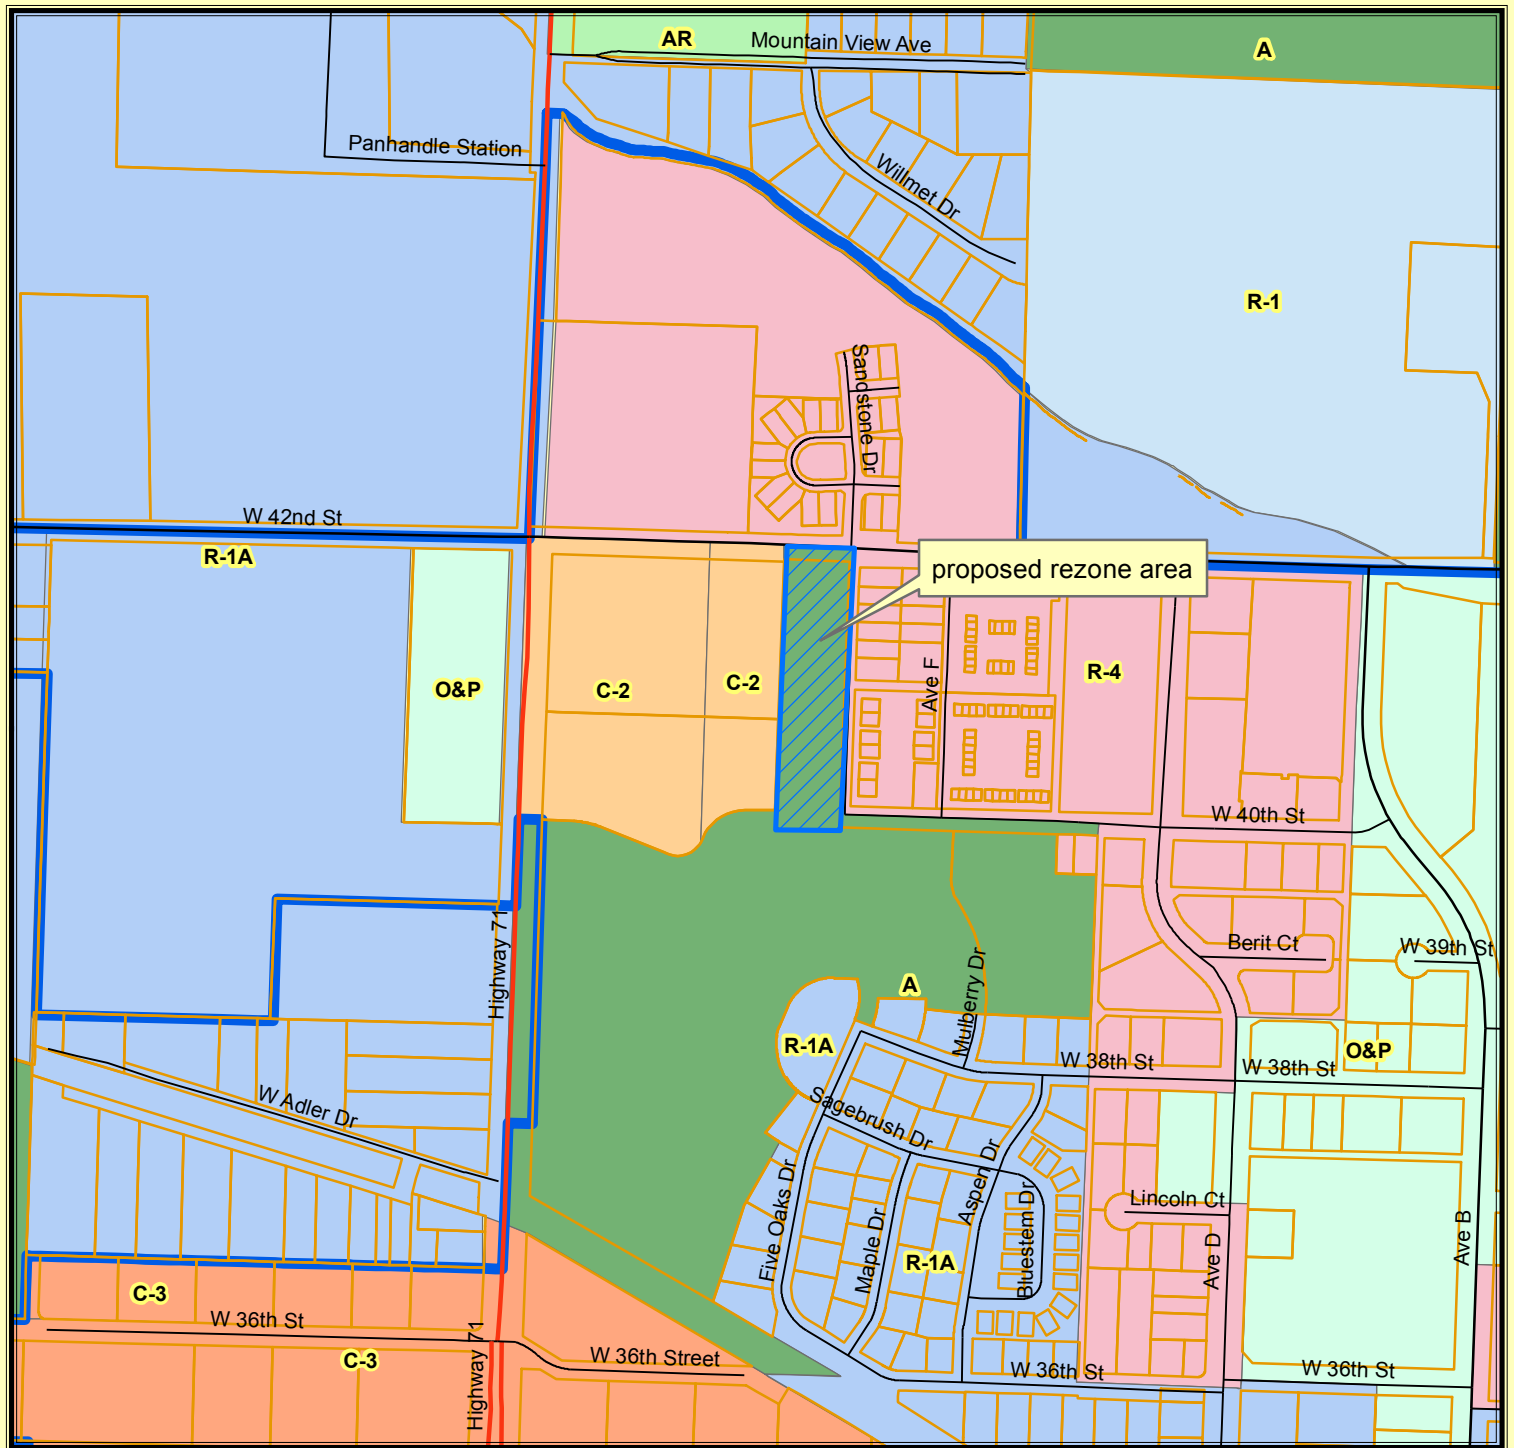 AR
Mountain View Ave
A
Panhandle Station
Willmet Dr
R-1
Sandstone Dr
W 42nd St
R-1A
proposed rezone area
O&P
C-2
C-2
Ave F
R-4
W 40th St
Highway 71
Berit Ct
W 39th St
A
Mulberry Dr
R-1A
W 38th St
W 38th St
O&P
W Adler Dr
Sagebrush Dr
Aspen Dr
Five Oaks Dr
Maple Dr
Bluestem Dr
R-1A
Lincoln Ct
Ave D
Ave B
C-3
W 36th St
C-3
Highway 71
W 36th Street
W 36th St
W 36th St